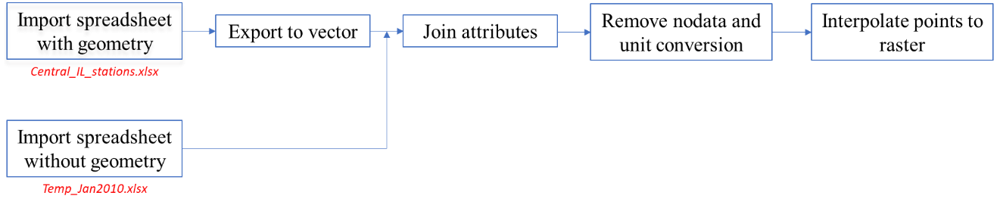 Import spreadsheet
with geometry
Central_IL_stations.xlsx
Export to vector
Join attributes
Remove nodata and
unit conversion
Interpolate points to
raster
Import spreadsheet
without geometry
Temp_Jan2010.xlsx